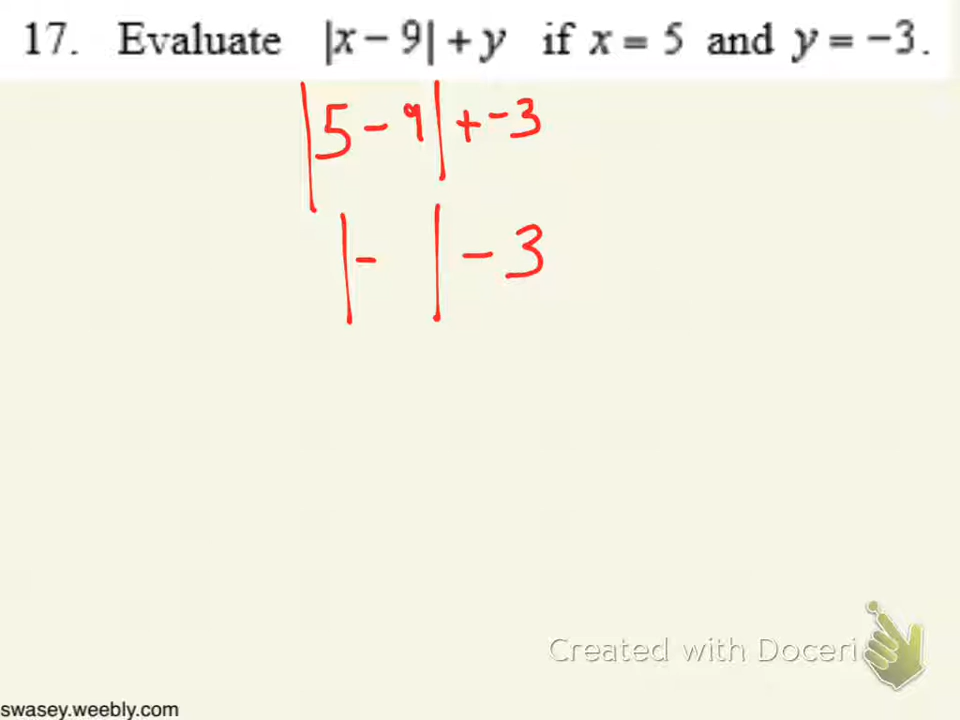 17. Evaluate |x − 9| + y if x = 5 and y = −3.
|5 − 9| + −3
|− | − 3
Created with Doceri
swasey.weebly.com